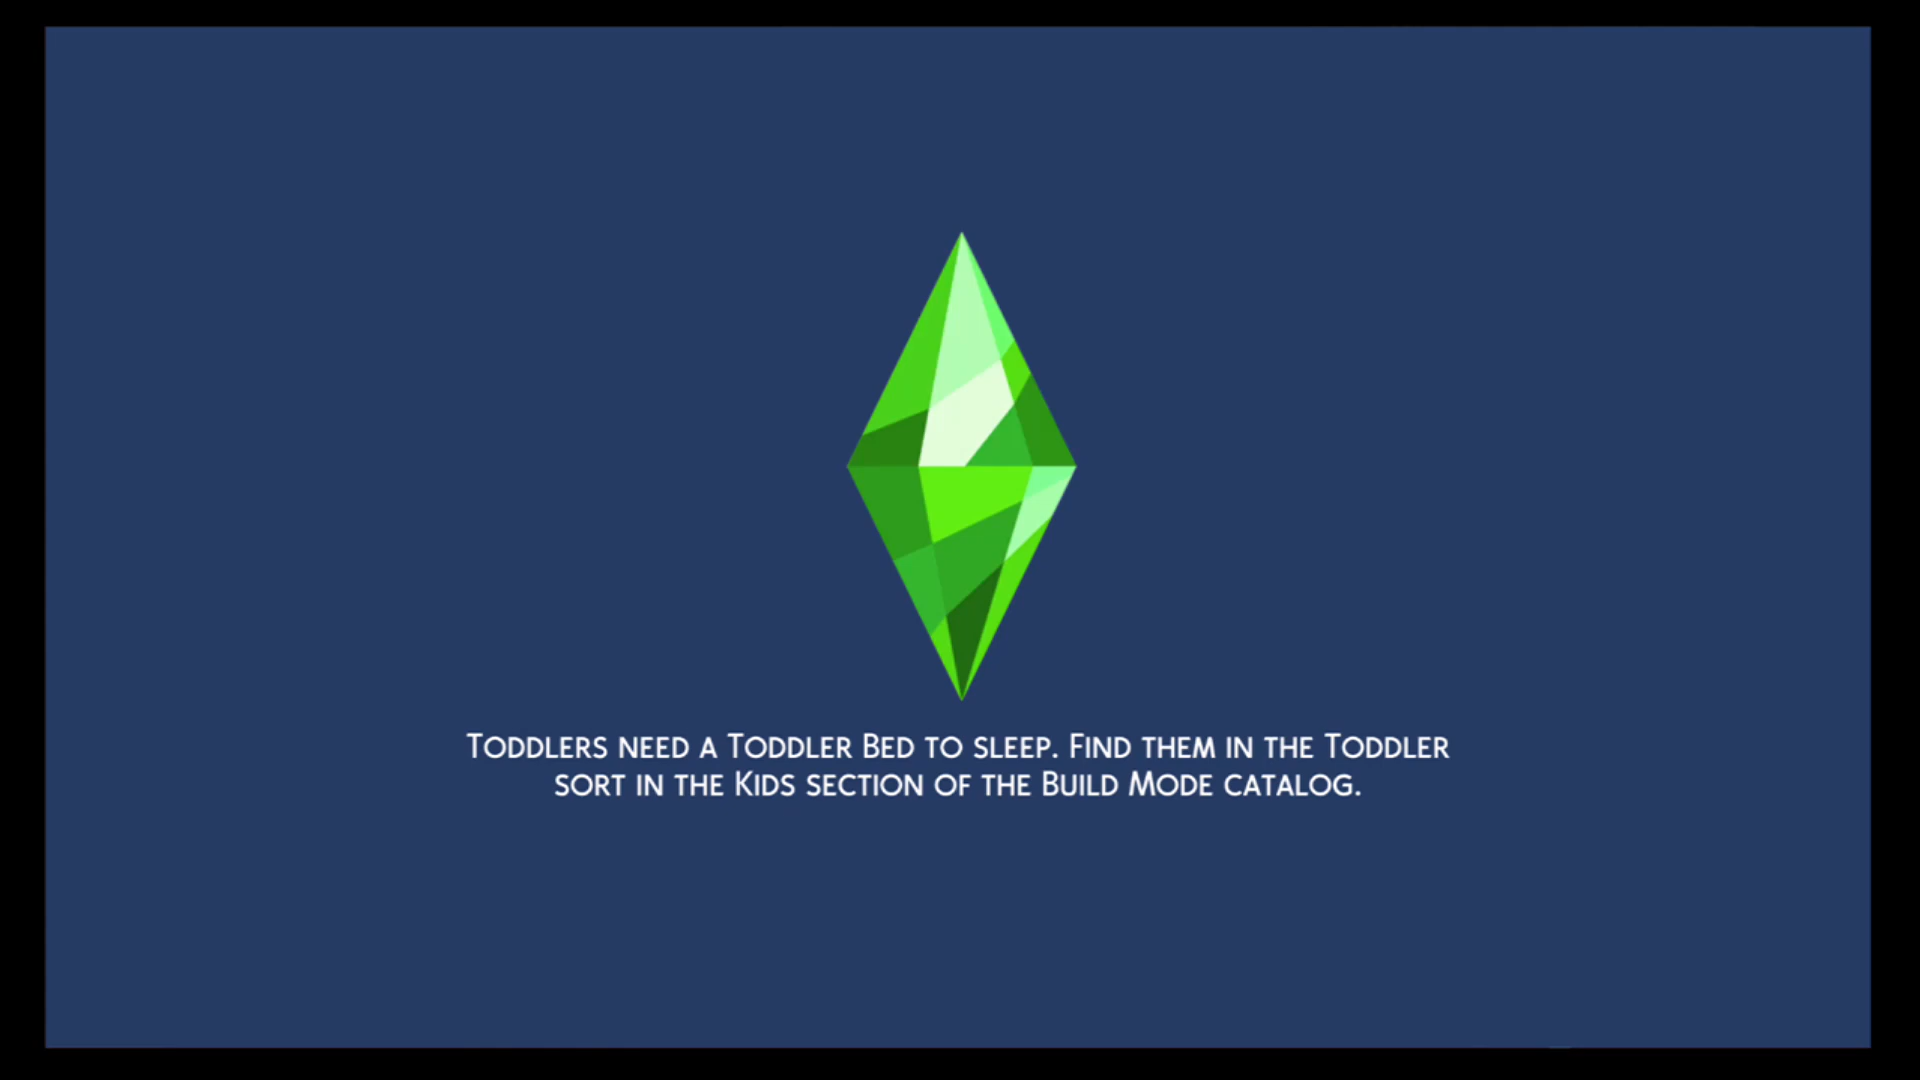 Toddlers need a Toddler Bed to sleep. Find them in the Toddler
sort in the Kids section of the Build Mode catalog.